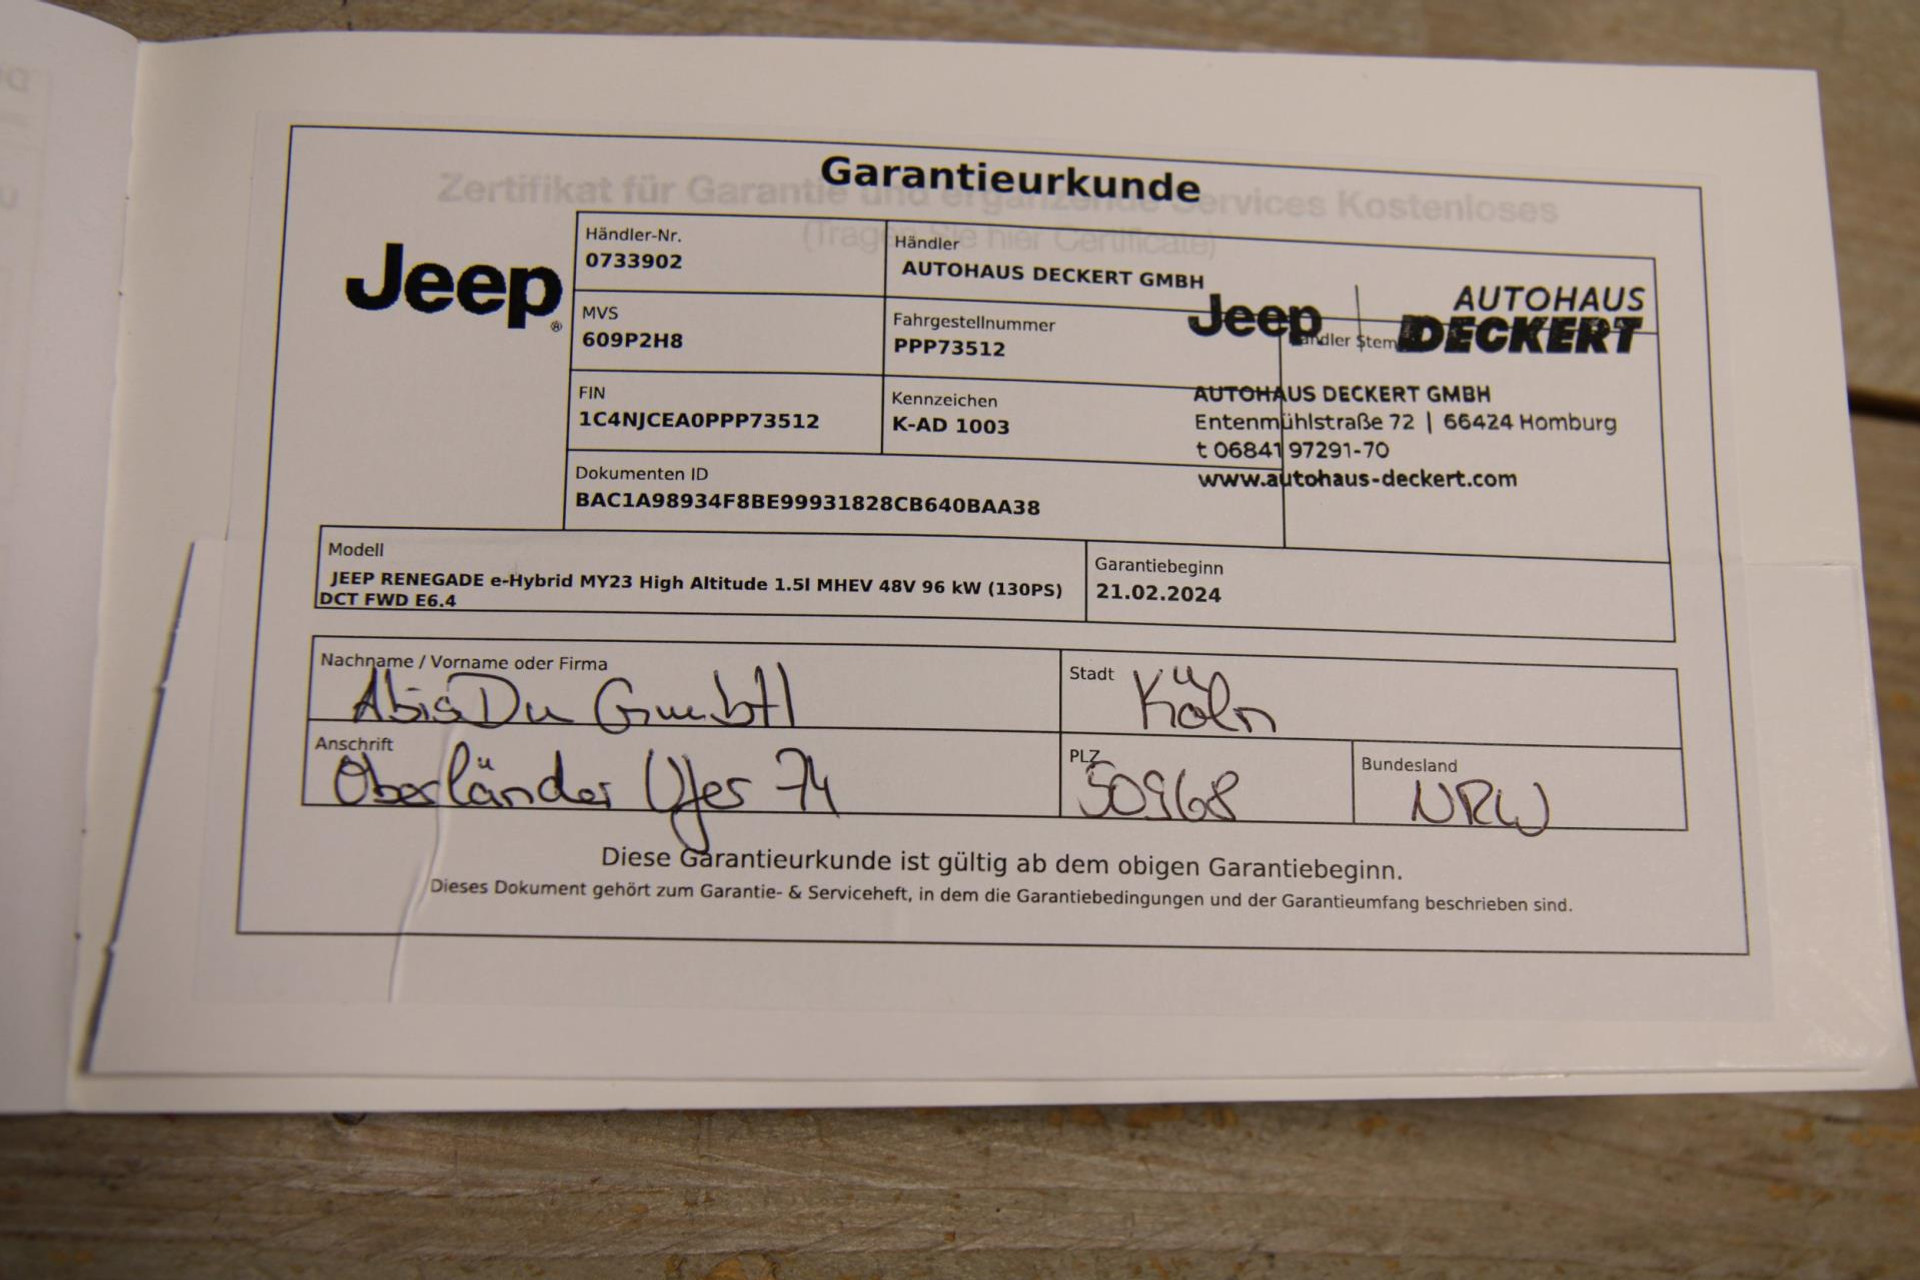 Garantieurkunde
Zertifikat für Garantie und ergänzende Services Kostenloses
(Tragen Sie hier Certificate)
Jeep®
Händler-Nr.
0733902
Händler
AUTOHAUS DECKERT GMBH
MVS
609P2H8
Fahrgestellnummer
PPP73512
FIN
1C4NJCEA0PPP73512
Kennzeichen
K-AD 1003
Dokumenten ID
BAC1A98934F8BE99931828CB640BAA38
Jeep | AUTOHAUS
DECKERT
AUTOHAUS DECKERT GMBH
Entenmühlstraße 72 | 66424 Homburg
t 06841 97291-70
www.autohaus-deckert.com
Modell
JEEP RENEGADE e-Hybrid MY23 High Altitude 1.5l MHEV 48V 96 kW (130PS)
DCT FWD E6.4
Garantiebeginn
21.02.2024
Nachname / Vorname oder Firma
AbisDu GmbH
Stadt
Köln
Anschrift
Oberländer Ufer 74
PLZ
50968
Bundesland
NRW
Diese Garantieurkunde ist gültig ab dem obigen Garantiebeginn.
Dieses Dokument gehört zum Garantie- & Serviceheft, in dem die Garantiebedingungen und der Garantieumfang beschrieben sind.